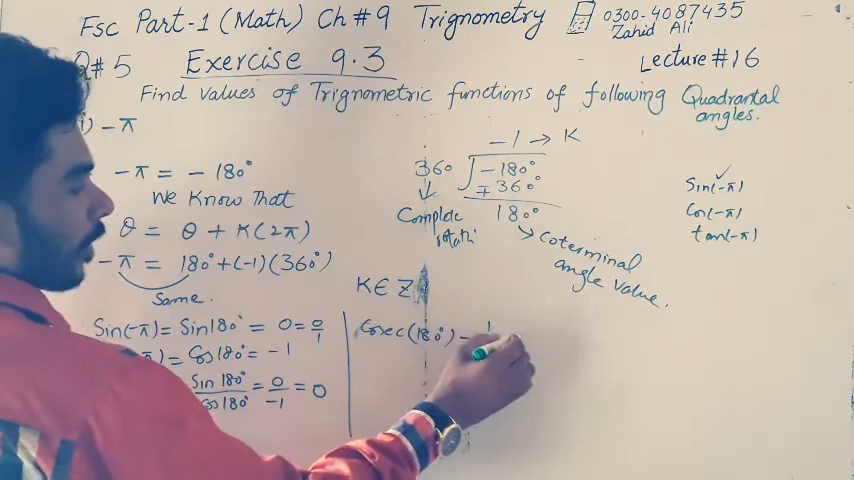 Fsc Part-1 (Math) Ch #9 Trignometry 0300-4087435
Zahid Ali
Q# 5 Exercise 9.3 Lecture #16
Find values of Trignometric functions of following Quadrantal angles.
i) -π
-π = -180°
We Know That
θ = θ + K(2π)
-π = 180°+(-1)(360°)
Same.
-1 → K
360 -180°
∓360°
180°
Complete
Coterminal
angle value.
K∈Z
Sin(-π) ✓
Cos(-π)
tan(-π)
Sin(-π) = Sin180° = 0 = 0/1
π) = Cos180° = -1
Sin 180°/Cos180° = 0/-1 = 0
Cosec(180°) - 1